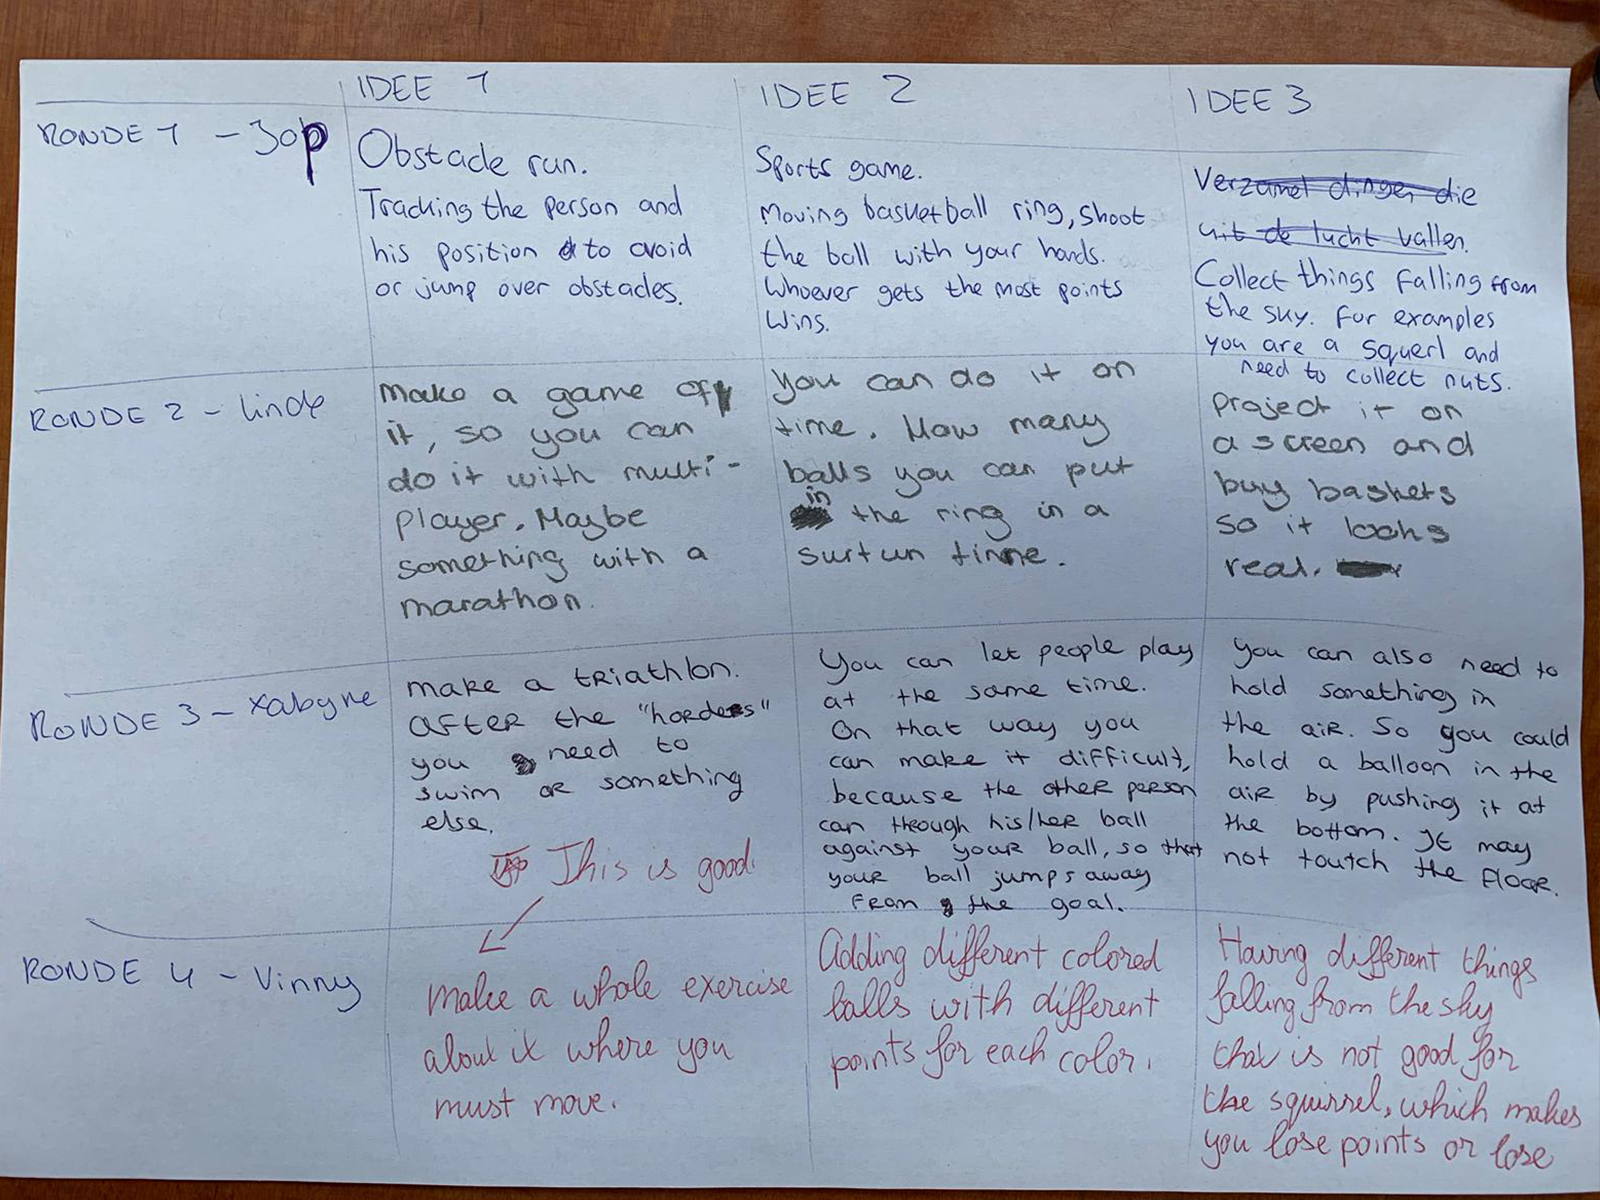 IDEE 1
IDEE 2
IDEE 3
RONDE 1 - Jop
Obstacle run.
Tracking the person and
his position to avoid
or jump over obstacles.
Sports game.
Moving basketball ring, shoot
the ball with your hands.
Whoever gets the most points
wins.
Verzamel dingen die
uit de lucht vallen.
Collect things falling from
the sky. For examples
you are a squerl and
need to collect nuts.
RONDE 2 - Linde
make a game of
it, so you can
do it with multi-
player. Maybe
something with a
marathon.
you can do it on
time. How many
balls you can put
in the ring in a
surtun time.
project it on
a screen and
buy baskets
so it looks
real.
RONDE 3 - Xabyne
make a triathlon.
After the "hordes"
you need to
swim or something
else.
This is good.
You can let people play
at the same time.
On that way you
can make it difficult,
because the other person
can through his/her ball
against your ball, so that
your ball jumps away
from the goal.
you can also need to
hold something in
the air. So you could
hold a balloon in the
air by pushing it at
the bottom. It may
not toutch the floor.
RONDE 4 - Vinny
make a whole exercise
about it where you
must move.
Adding different colored
balls with different
points for each color.
Having different things
falling from the sky
that is not good for
the squirrel, which makes
you lose points or lose